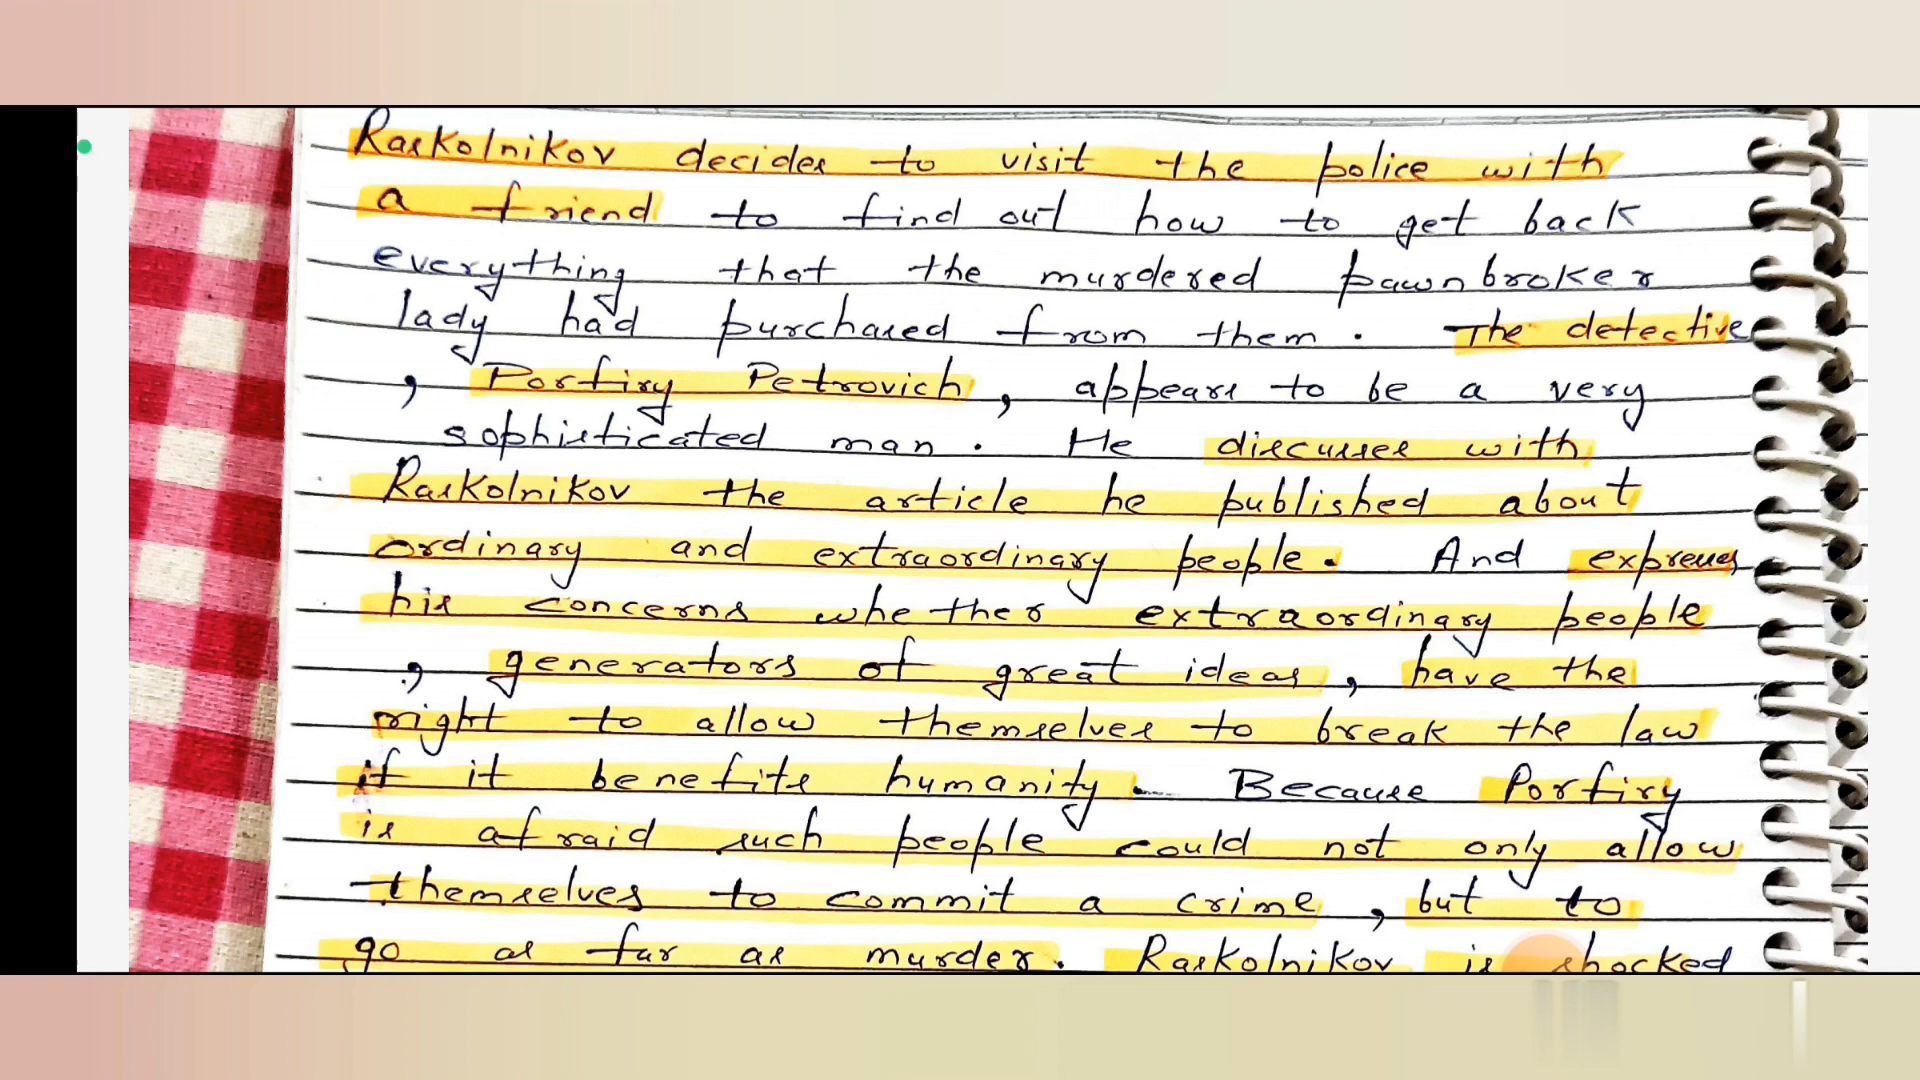 Raskolnikov decides to visit the police with
a friend to find out how to get back
everything that the murdered pawnbroker
lady had purchased from them. The detective
, Porfiry Petrovich, appears to be a very
sophisticated man. He discusses with
Raskolnikov the article he published about
ordinary and extraordinary people. And expresses
his concerns whether extraordinary people
, generators of great ideas, have the
right to allow themselves to break the law
if it benefits humanity. Because Porfiry
is afraid such people could not only allow
themselves to commit a crime, but to
go as far as murder. Raskolnikov is shocked